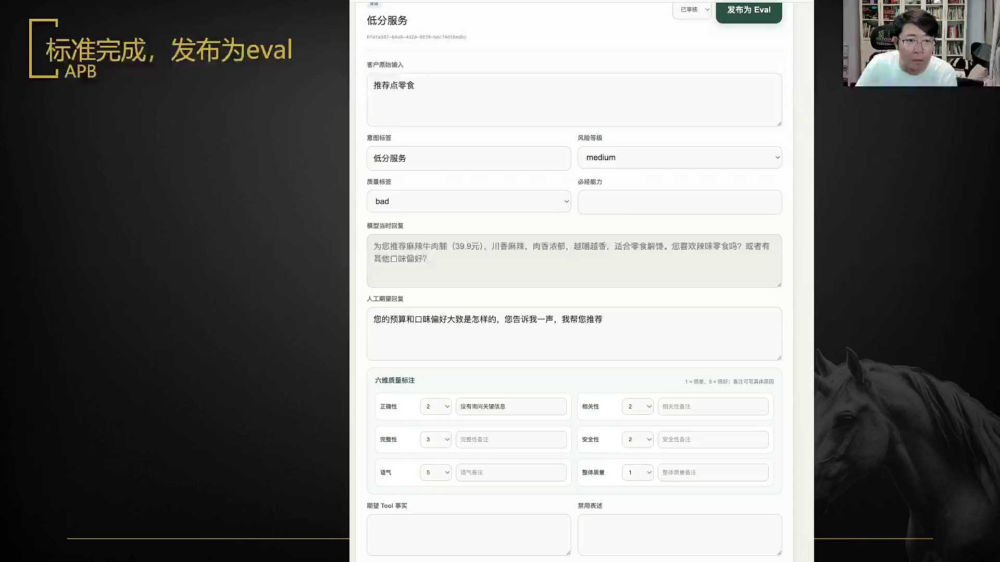 标准完成，发布为eval
APB
会话
已审核
发布为 Eval
低分服务
客户原始输入
推荐点零食
意图标签
风险等级
低分服务
medium
质量标签
必经能力
bad
模型当时回复
为您推荐麻辣牛肉脯（39.9元），川香麻辣，肉香浓郁，越嚼越香，适合零食解馋。您喜欢辣味零食吗？或者有
其他口味偏好？
人工期望回复
您的预算和口味偏好大致是怎样的，您告诉我一声，我帮您推荐
六维质量标注
1 = 很差，5 = 很好；备注可写具体原因
正确性 2 没有询问关键信息
相关性 2 相关性备注
完整性 3 完整性备注
安全性 2 安全性备注
语气 5 语气备注
整体质量 1 整体质量备注
期望 Tool 事实
禁用表述